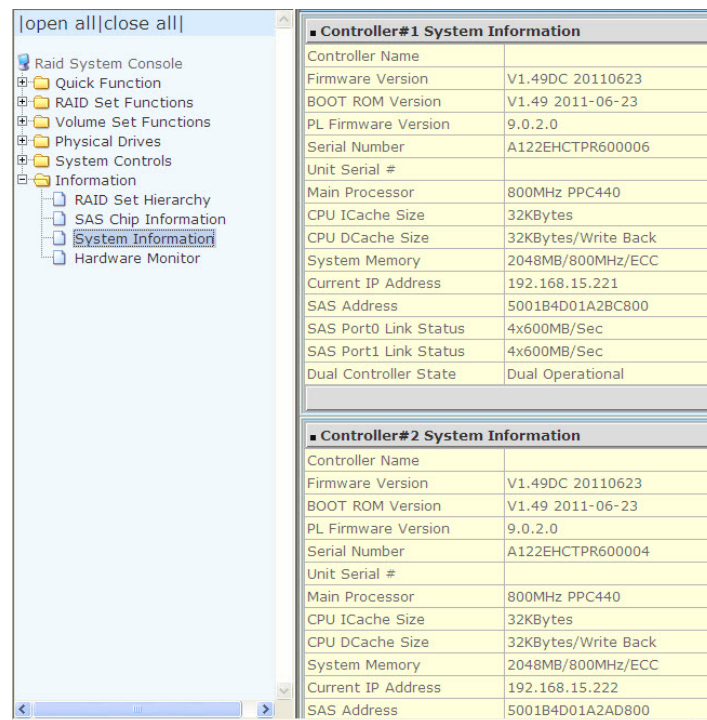 |open all|close all|
Raid System Console
Quick Function
RAID Set Functions
Volume Set Functions
Physical Drives
System Controls
Information
RAID Set Hierarchy
SAS Chip Information
System Information
Hardware Monitor
Controller#1 System Information
Controller Name
Firmware Version V1.49DC 20110623
BOOT ROM Version V1.49 2011-06-23
PL Firmware Version 9.0.2.0
Serial Number A122EHCTPR600006
Unit Serial #
Main Processor 800MHz PPC440
CPU ICache Size 32KBytes
CPU DCache Size 32KBytes/Write Back
System Memory 2048MB/800MHz/ECC
Current IP Address 192.168.15.221
SAS Address 5001B4D01A2BC800
SAS Port0 Link Status 4x600MB/Sec
SAS Port1 Link Status 4x600MB/Sec
Dual Controller State Dual Operational
Controller#2 System Information
Controller Name
Firmware Version V1.49DC 20110623
BOOT ROM Version V1.49 2011-06-23
PL Firmware Version 9.0.2.0
Serial Number A122EHCTPR600004
Unit Serial #
Main Processor 800MHz PPC440
CPU ICache Size 32KBytes
CPU DCache Size 32KBytes/Write Back
System Memory 2048MB/800MHz/ECC
Current IP Address 192.168.15.222
SAS Address 5001B4D01A2AD800